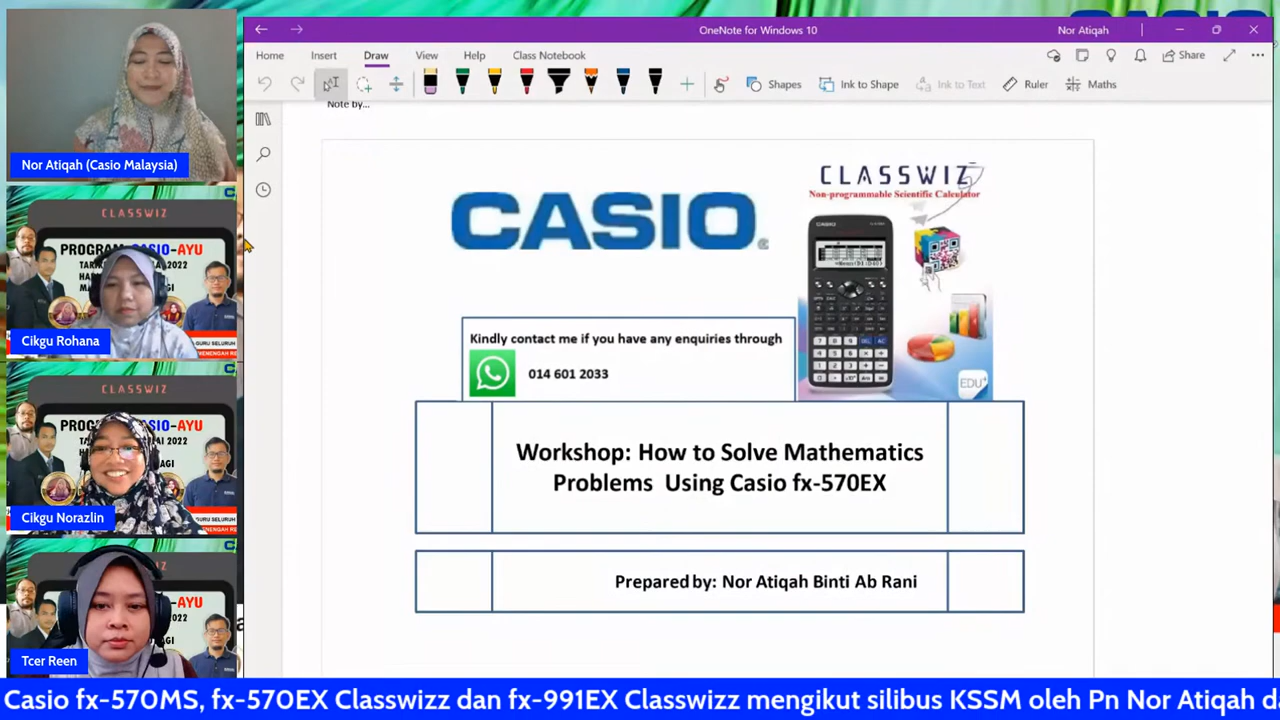 OneNote for Windows 10
Nor Atiqah
Home
Insert
Draw
View
Help
Class Notebook
Share
Shapes
Ink to Shape
Ink to Text
Ruler
Maths
Note by...
CASIO
CLASSWIZ
Non-programmable Scientific Calculator
CASIO
EDU+
Kindly contact me if you have any enquiries through
014 601 2033
Workshop: How to Solve Mathematics
Problems Using Casio fx-570EX
Prepared by: Nor Atiqah Binti Ab Rani
Nor Atiqah (Casio Malaysia)
CLASSWIZ
PROGRAM CASIO-AYU
Cikgu Rohana
CLASSWIZ
Cikgu Norazlin
Tcer Reen
Casio fx-570MS, fx-570EX Classwizz dan fx-991EX Classwizz mengikut silibus KSSM oleh Pn Nor Atiqah